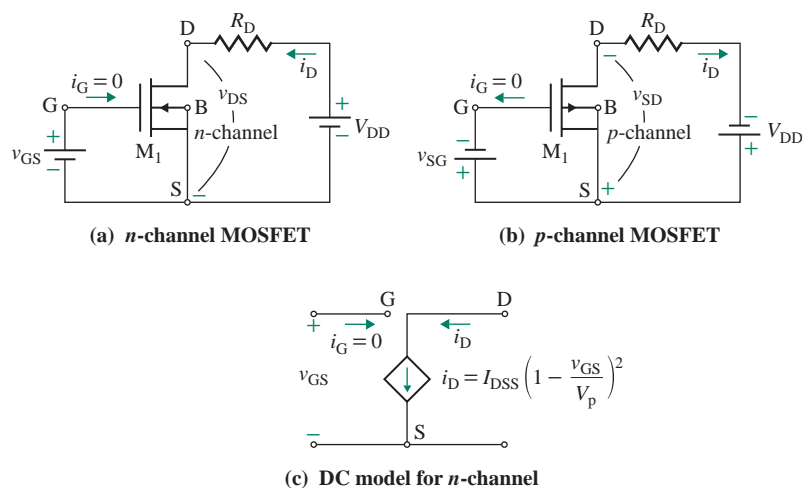 D
R_D
i_D
i_G = 0
G
B
v_DS
n-channel
+
−
V_DD
+
−
v_GS
M_1
S
−
(a) n-channel MOSFET
D
R_D
−
i_D
i_G = 0
G
B
v_SD
p-channel
−
+
V_DD
−
+
v_SG
M_1
S
+
(b) p-channel MOSFET
G
D
+
i_G = 0
i_D
v_GS
i_D = I_DSS (1 − v_GS / V_p)^2
−
S
(c) DC model for n-channel